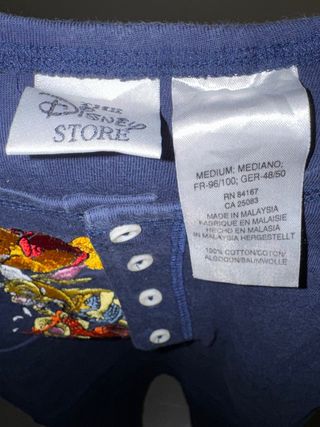 THE
DISNEY
STORE
MEDIUM; MEDIANO;
FR-96/100; GER-48/50
RN 84167
CA 25083
MADE IN MALAYSIA
FABRIQUE EN MALAISIE
HECHO EN MALASIA
IN MALAYSIA HERGESTELLT
100% COTTON/COTON/
ALGODON/BAUMWOLLE